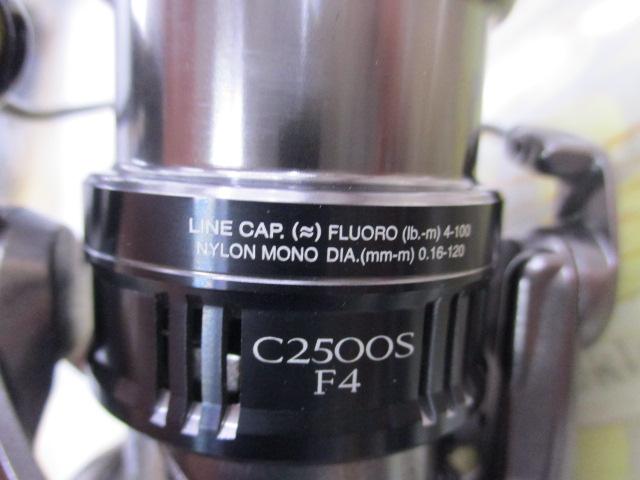 LINE CAP. (≈) FLUORO (lb.-m) 4-100
NYLON MONO DIA.(mm-m) 0.16-120
C2500S
F4